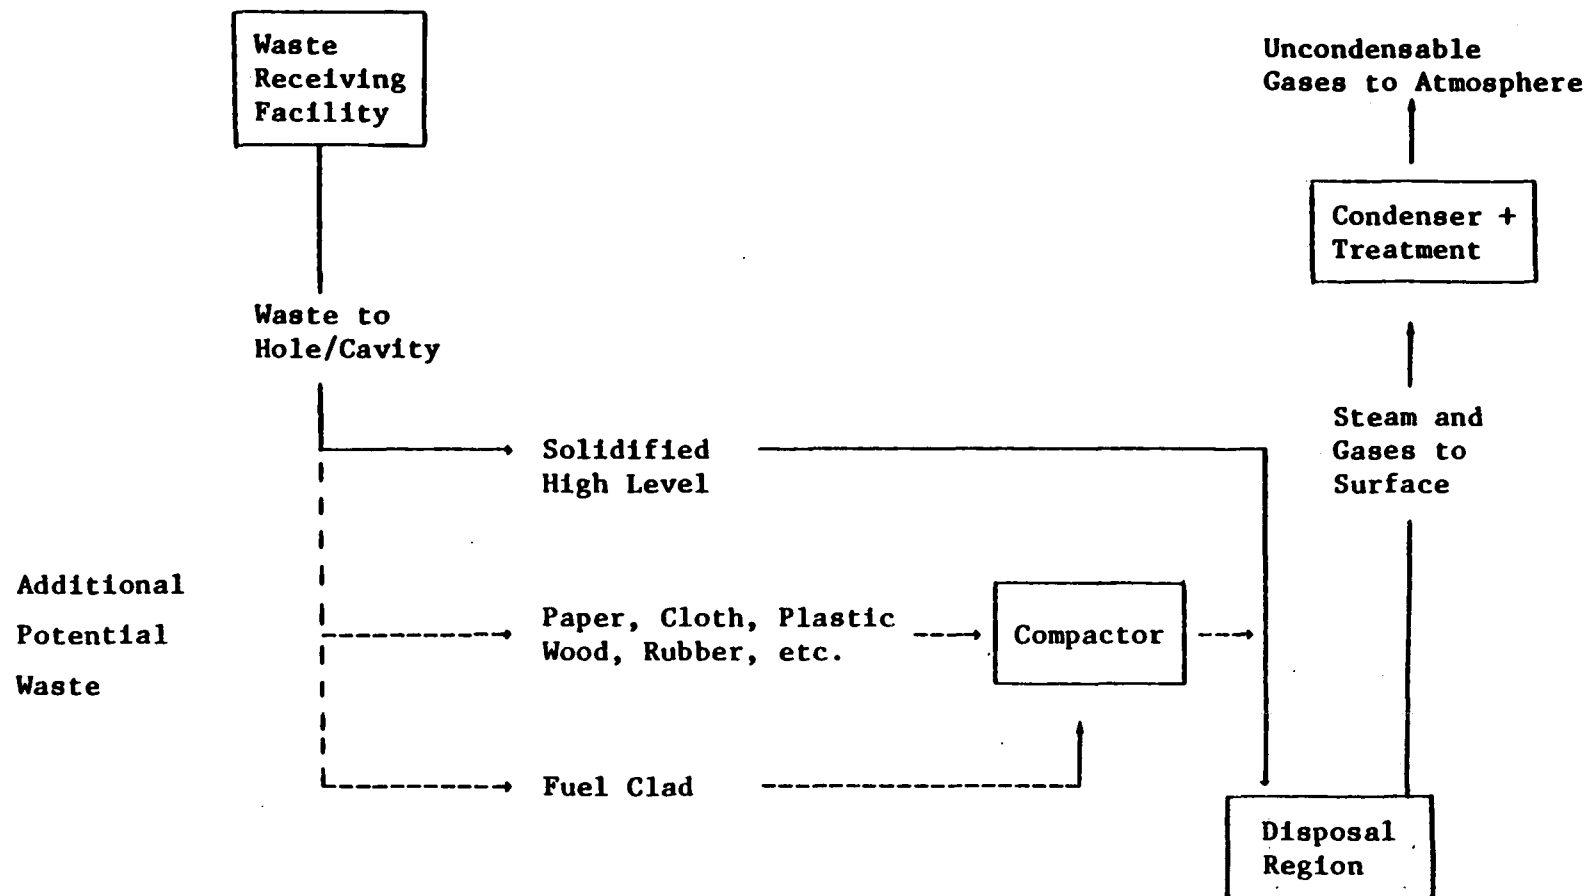 Waste
Receiving
Facility
Uncondensable
Gases to Atmosphere
Condenser +
Treatment
Waste to
Hole/Cavity
Steam and
Gases to
Surface
Solidified
High Level
Additional
Potential
Waste
Paper, Cloth, Plastic
Wood, Rubber, etc.
Compactor
Fuel Clad
Disposal
Region